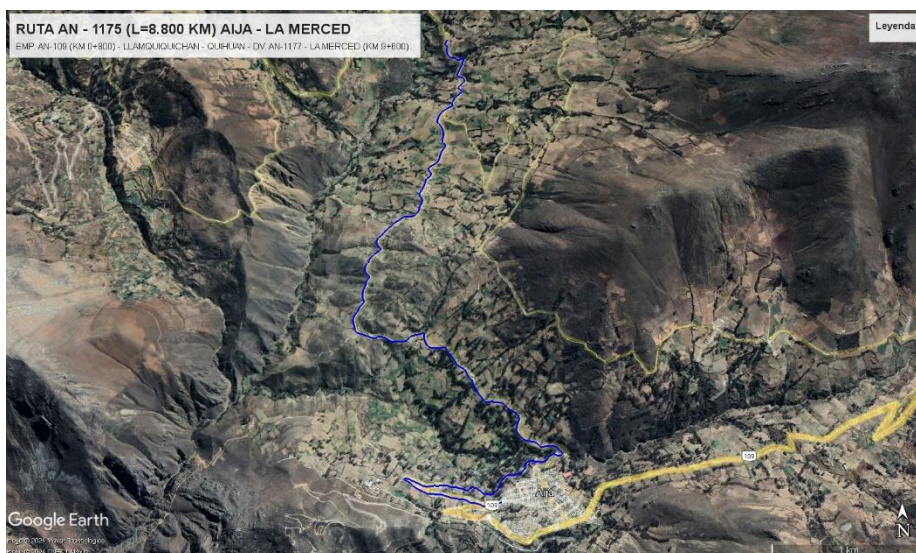 RUTA AN - 1175 (L=8.800 KM) AIJA - LA MERCED
EMP. AN-109 (KM 0+800) - LLAMQUIQUICHAN - QUIHUAN - DV. AN-1177 - LA MERCED (KM 9+600).
Leyenda
109
109
Aija
Google Earth
N
1 km